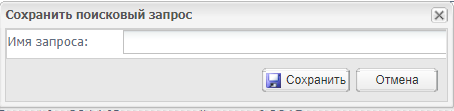 Сохранить поисковый запрос
Имя запроса:
Сохранить Отмена